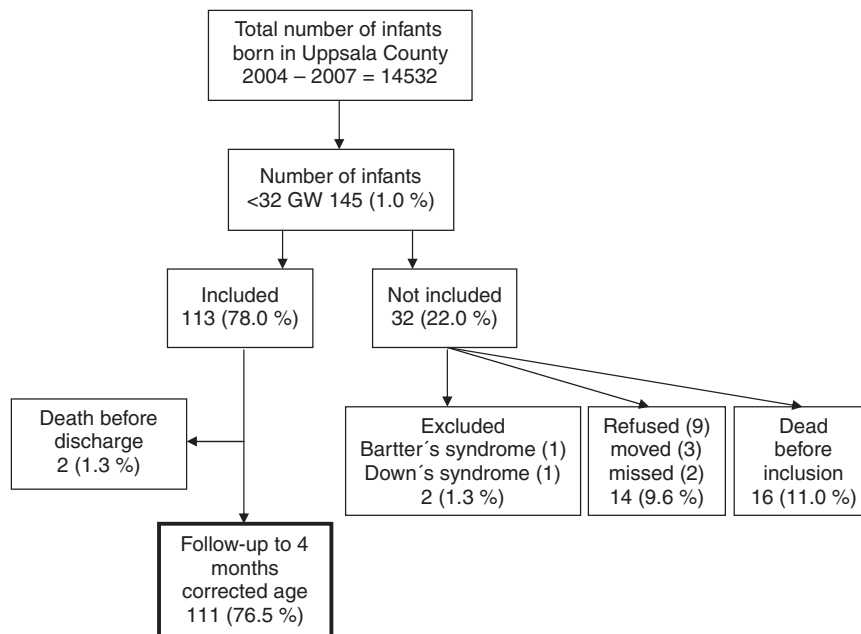 Total number of infants
born in Uppsala County
2004 – 2007 = 14532
Number of infants
<32 GW 145 (1.0 %)
Included
113 (78.0 %)
Not included
32 (22.0 %)
Death before
discharge
2 (1.3 %)
Excluded
Bartter´s syndrome (1)
Down´s syndrome (1)
2 (1.3 %)
Refused (9)
moved (3)
missed (2)
14 (9.6 %)
Dead
before
inclusion
16 (11.0 %)
Follow-up to 4
months
corrected age
111 (76.5 %)